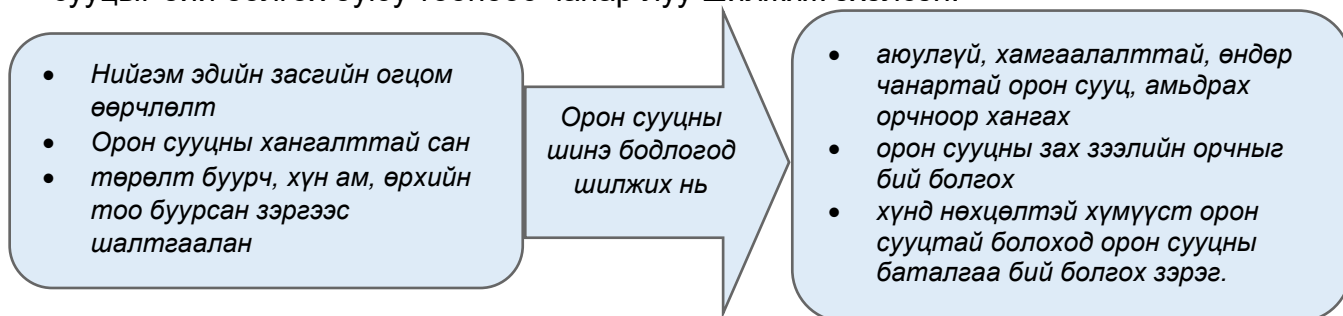 • Нийгэм эдийн засгийн огцом
өөрчлөлт
• Орон сууцны хангалттай сан
• төрөлт буурч, хүн ам, өрхийн
тоо буурсан зэргээс
шалтгаалан
Орон сууцны
шинэ бодлогод
шилжих нь
• аюулгүй, хамгаалалттай, өндөр
чанартай орон сууц, амьдрах
орчноор хангах
• орон сууцны зах зээлийн орчныг
бий болгох
• хүнд нөхцөлтэй хүмүүст орон
сууцтай болоход орон сууцны
баталгаа бий болгох зэрэг.